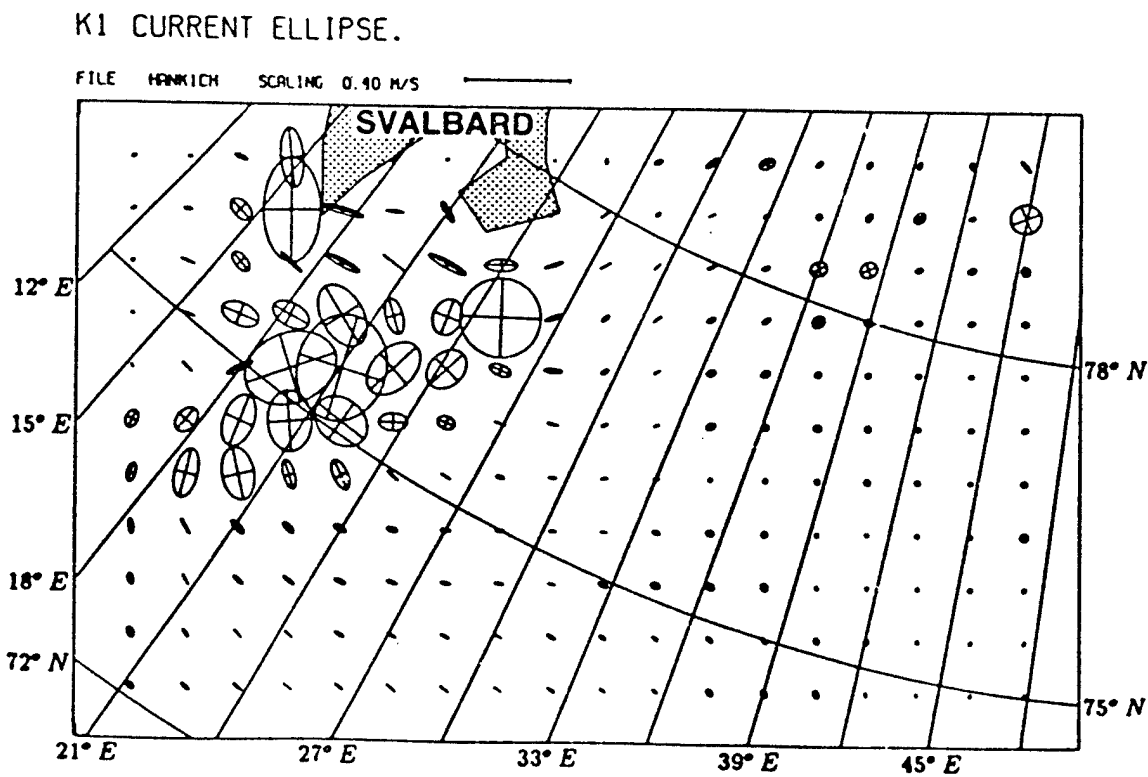 K1 CURRENT ELLIPSE.
FILE HANKICH SCALING 0.40 M/S
SVALBARD
12° E
78° N
15° E
18° E
72° N
75° N
21° E 27° E 33° E 39° E 45° E